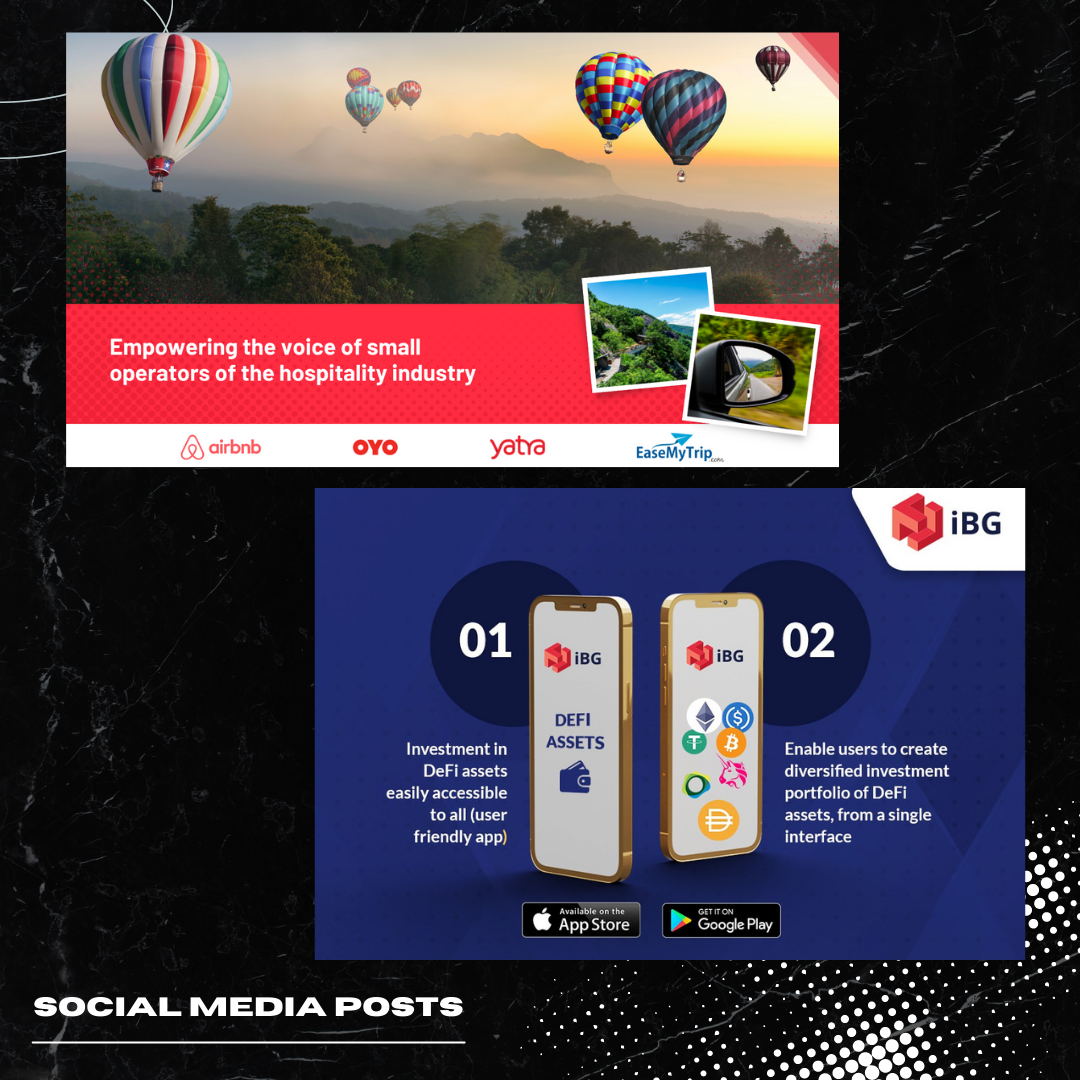 Empowering the voice of small
operators of the hospitality industry
airbnb
OYO
yatra
EaseMyTrip.com
iBG
01
iBG
DEFI
ASSETS
Investment in
DeFi assets
easily accessible
to all (user
friendly app)
iBG
02
Enable users to create
diversified investment
portfolio of DeFi
assets, from a single
interface
Available on the
App Store
GET IT ON
Google Play
SOCIAL MEDIA POSTS